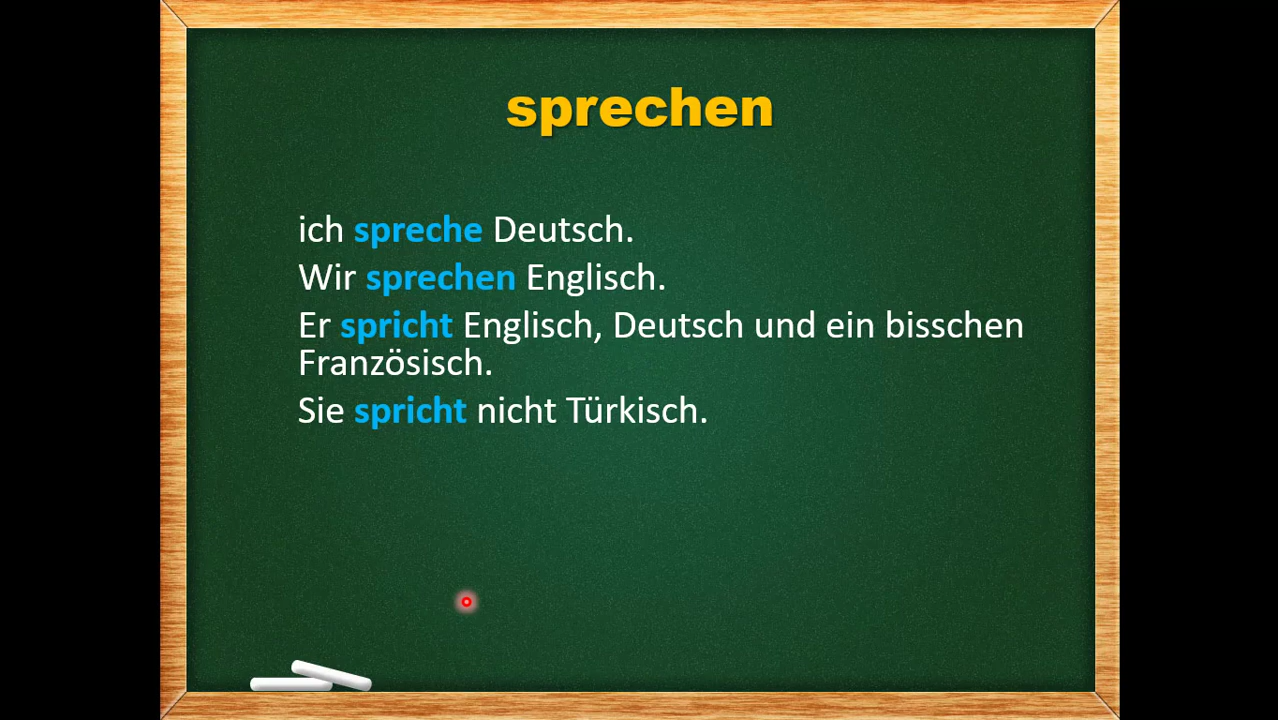 sprechen
ich spreche Deutsch.
Wir sprechen Englisch.
Er spricht Englisch, Deutsch und ein bisschen
Französisch.
Sie spricht nicht Türkisch.